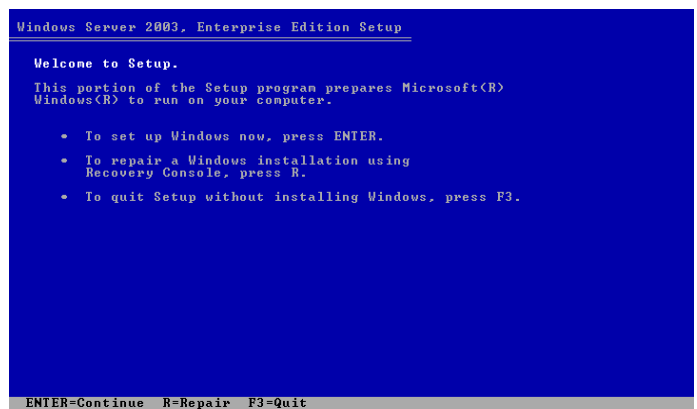 Windows Server 2003, Enterprise Edition Setup
Welcome to Setup.
This portion of the Setup program prepares Microsoft(R)
Windows(R) to run on your computer.
• To set up Windows now, press ENTER.
• To repair a Windows installation using
Recovery Console, press R.
• To quit Setup without installing Windows, press F3.
ENTER=Continue R=Repair F3=Quit